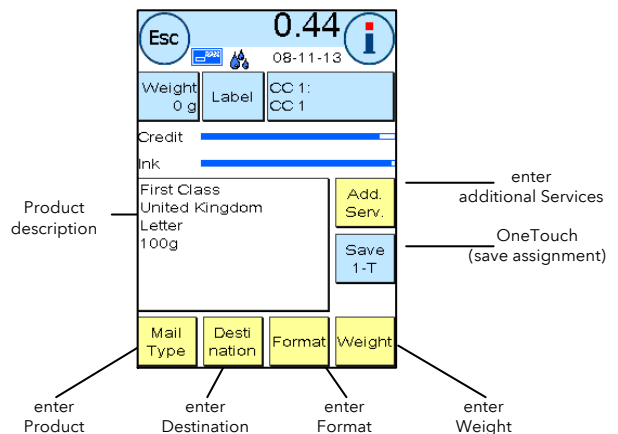 Esc
0.44
i
08-11-13
Weight
0 g
Label
CC 1:
CC 1
Credit
Ink
First Class
United Kingdom
Letter
100g
Add.
Serv.
Save
1-T
Mail
Type
Desti
nation
Format
Weight
Product
description
enter
additional Services
OneTouch
(save assignment)
enter
Product
enter
Destination
enter
Format
enter
Weight